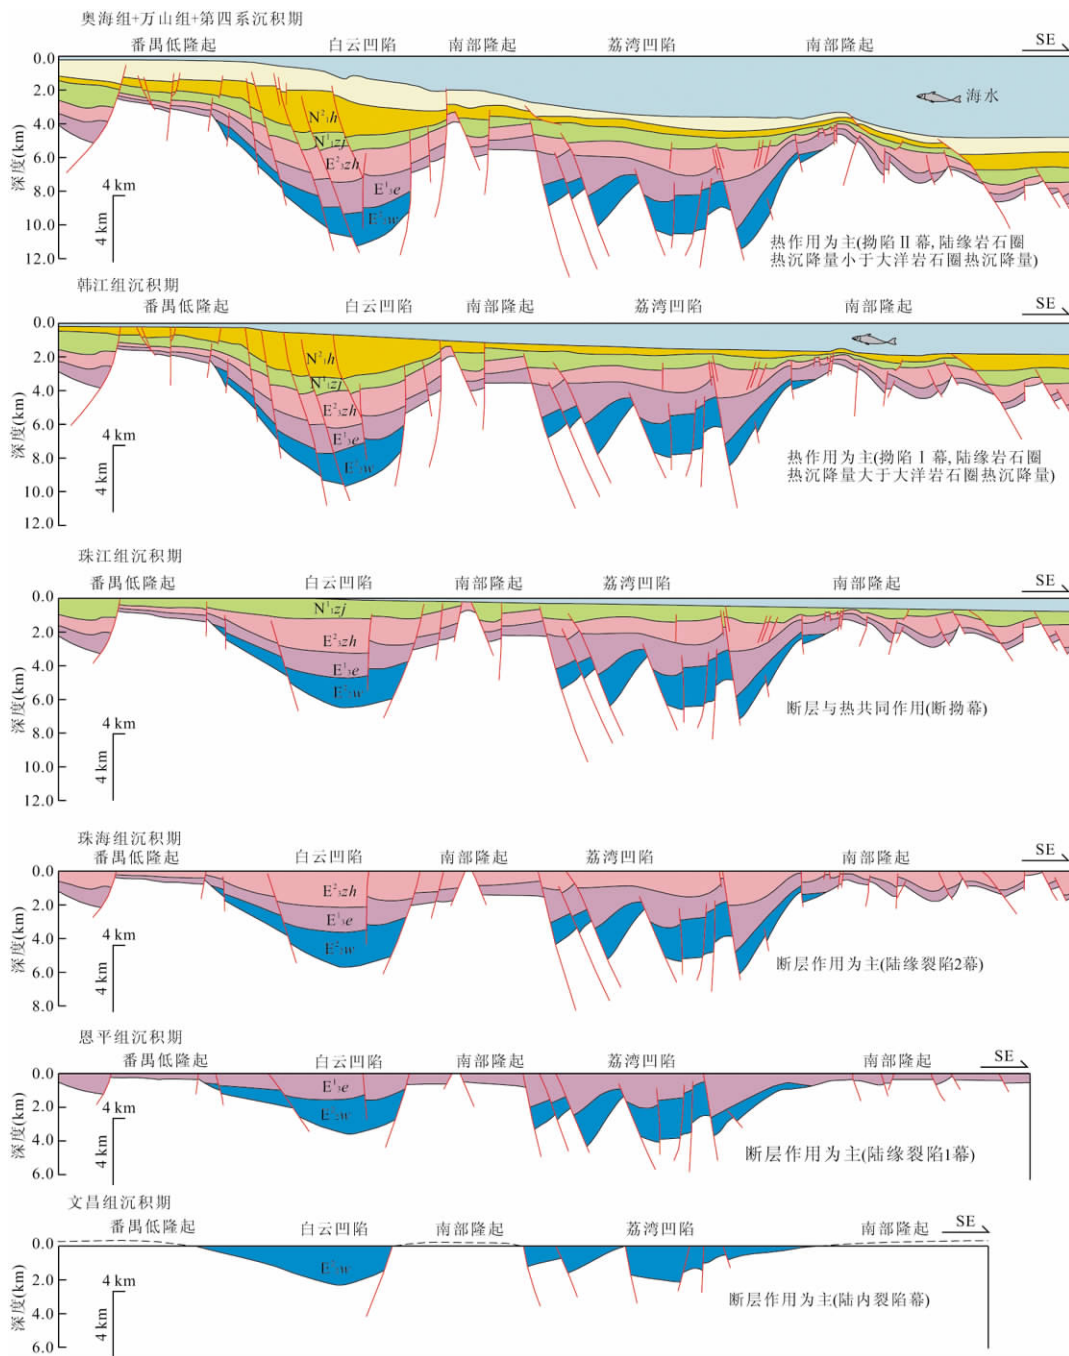 奥海组+万山组+第四系沉积期
番禺低隆起 白云凹陷 南部隆起 荔湾凹陷 南部隆起 SE
0.0
2.0
4.0
6.0
8.0
10.0
12.0
深度(km)
4 km
4 km
海水
N²₁h
N¹₁zj
E²₃zh
E¹₃e
热作用为主(拗陷Ⅱ幕,陆缘岩石圈
热沉降量小于大洋岩石圈热沉降量)
韩江组沉积期
番禺低隆起 白云凹陷 南部隆起 荔湾凹陷 南部隆起 SE
0.0
2.0
4.0
6.0
8.0
10.0
12.0
深度(km)
4 km
4 km
N²₁h
N¹₁zj
E²₃zh
E¹₃e
热作用为主(拗陷Ⅰ幕,陆缘岩石圈
热沉降量大于大洋岩石圈热沉降量)
珠江组沉积期
番禺低隆起 白云凹陷 南部隆起 荔湾凹陷 南部隆起 SE
0.0
2.0
4.0
6.0
8.0
10.0
12.0
深度(km)
4 km
4 km
N¹₁zj
E²₃zh
E¹₃e
断层与热共同作用(断拗幕)
珠海组沉积期
番禺低隆起 白云凹陷 南部隆起 荔湾凹陷 南部隆起 SE
0.0
2.0
4.0
6.0
8.0
深度(km)
4 km
4 km
E²₃zh
E¹₃e
E²₂w
断层作用为主(陆缘裂陷2幕)
恩平组沉积期
番禺低隆起 白云凹陷 南部隆起 荔湾凹陷 南部隆起 SE
0.0
2.0
4.0
6.0
深度(km)
4 km
4 km
E¹₃e
断层作用为主(陆缘裂陷1幕)
文昌组沉积期
番禺低隆起 白云凹陷 南部隆起 荔湾凹陷 南部隆起 SE
0.0
2.0
4.0
6.0
深度(km)
4 km
4 km
断层作用为主(陆内裂陷幕)